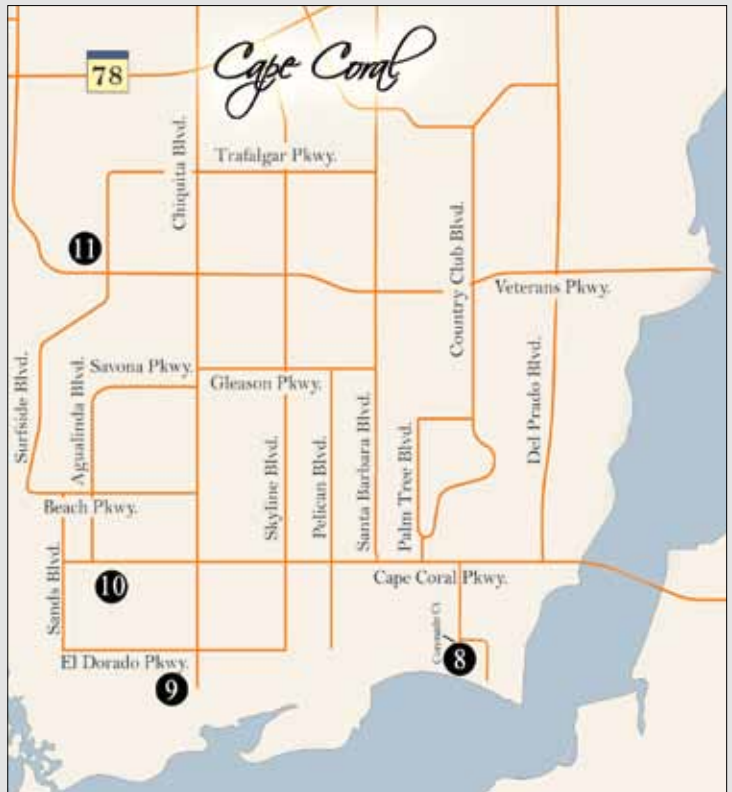 Cape Coral
78
Trafalgar Pkwy.
Chiquita Blvd.
11
Country Club Blvd.
Veterans Pkwy.
Savona Pkwy.
Gleason Pkwy.
Surfside Blvd.
Agualinda Blvd.
Del Prado Blvd.
Skyline Blvd.
Pelican Blvd.
Santa Barbara Blvd.
Palm Tree Blvd.
Beach Pkwy.
Sands Blvd.
10
Cape Coral Pkwy.
Coronado Ct.
8
El Dorado Pkwy.
9